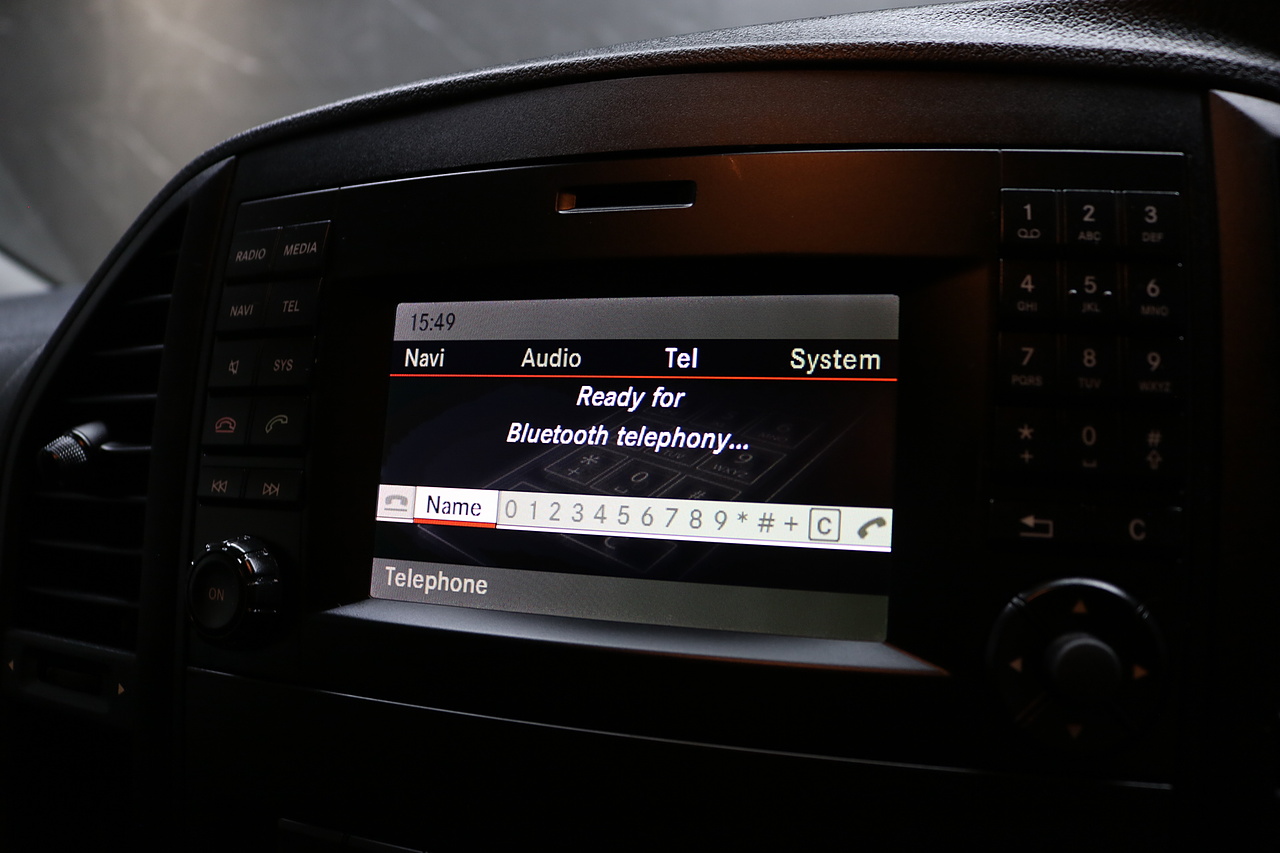 RADIO MEDIA
NAVI TEL
SYS
ON
15:49
Navi Audio Tel System
Ready for
Bluetooth telephony...
Name 0 1 2 3 4 5 6 7 8 9 * # + C
Telephone
1 2 3
ABC DEF
4 5 6
GHI JKL MNO
7 8 9
PQRS TUV WXYZ
* 0 #
+
C